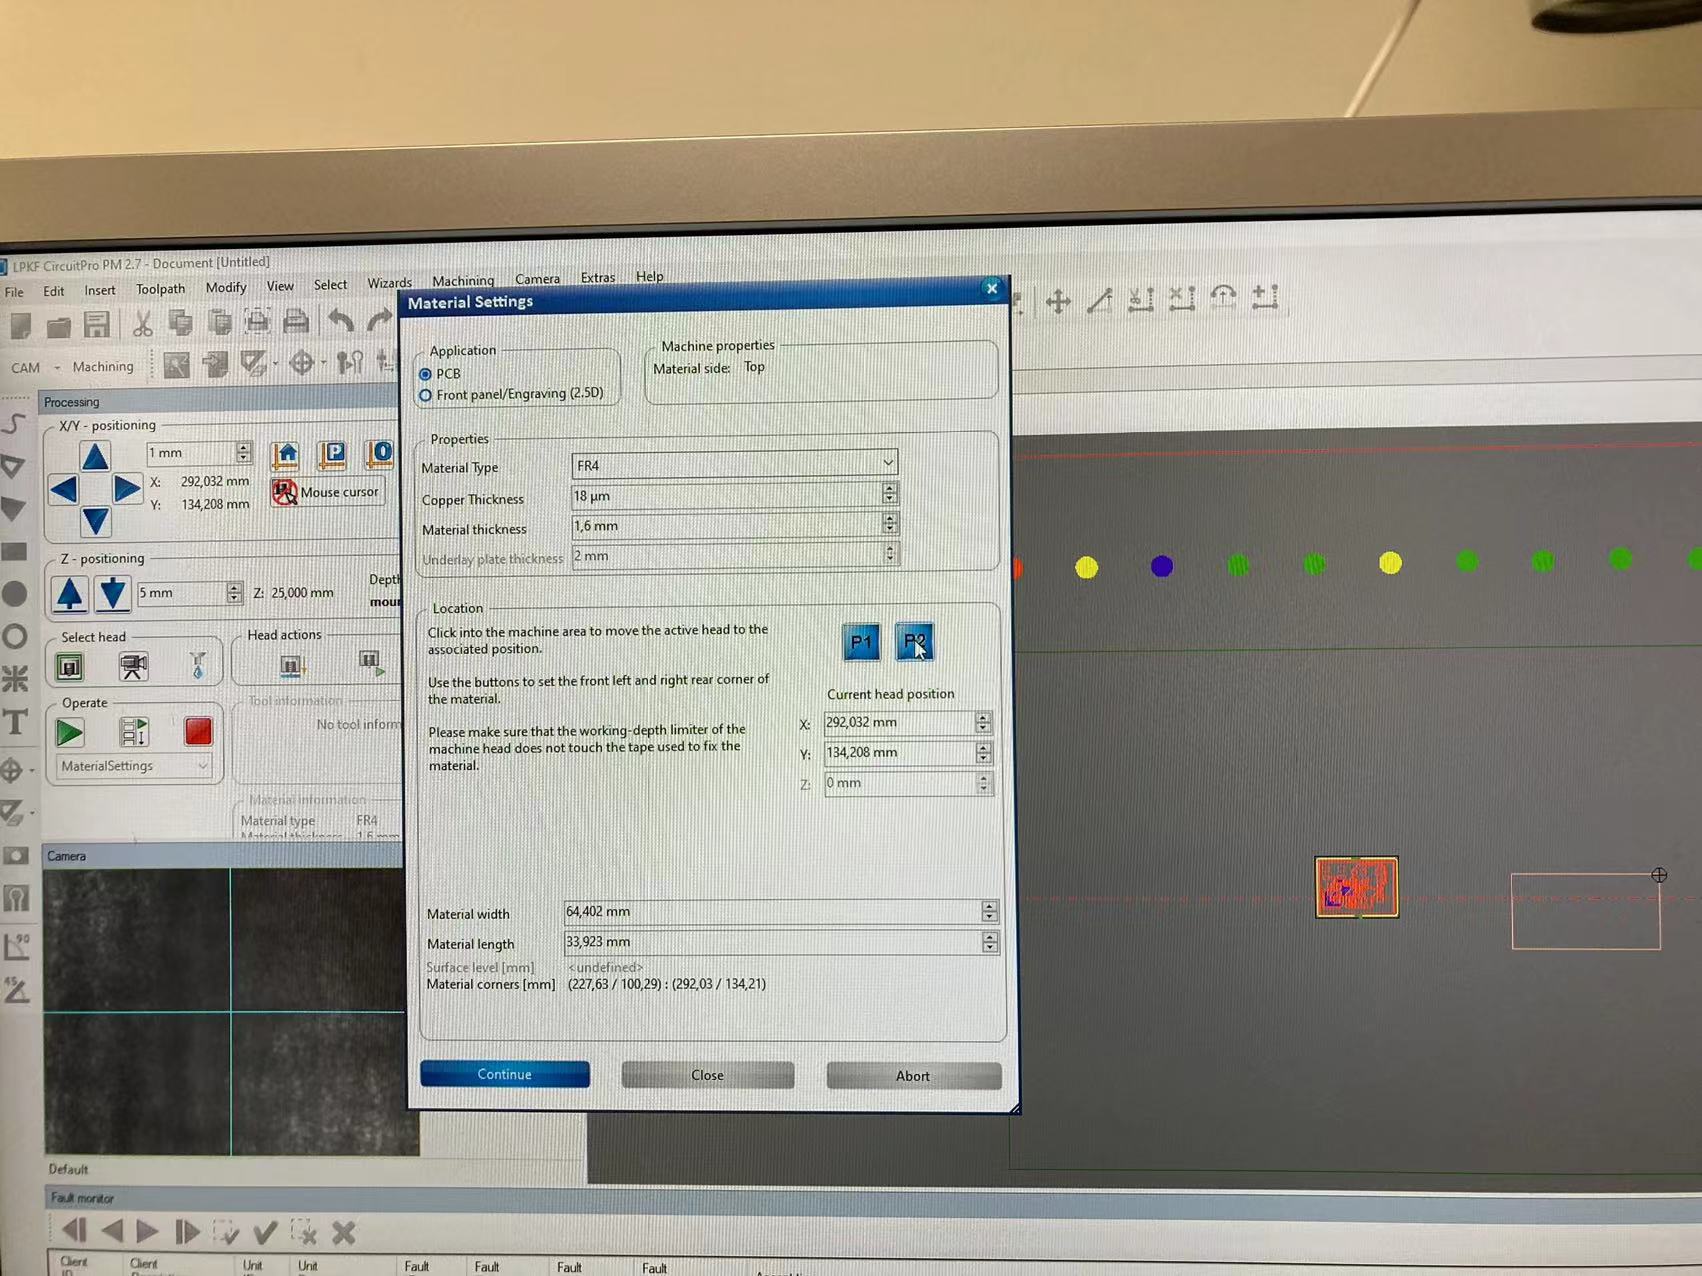 LPKF CircuitPro PM 2.7 - Document [Untitled]
File Edit Insert Toolpath Modify View Select Wizards Machining Camera Extras Help
CAM Machining
Processing
X/Y - positioning
1 mm
X: 292,032 mm
Y: 134,208 mm
P
Mouse cursor
Z - positioning
5 mm
Z: 25,000 mm
Select head
Head actions
Operate
MaterialSettings
Tool information
No tool inform
Material information
Material type FR4
Material thickness 1,6 mm
Camera
Default
Fault monitor
Client Client Unit Unit Fault Fault Fault Fault
T
90
45
Material Settings
Application
PCB
Front panel/Engraving (2.5D)
Machine properties
Material side: Top
Properties
Material Type FR4
Copper Thickness 18 µm
Material thickness 1,6 mm
Underlay plate thickness 2 mm
Location
Click into the machine area to move the active head to the
associated position.
Use the buttons to set the front left and right rear corner of
the material.
Please make sure that the working-depth limiter of the
machine head does not touch the tape used to fix the
material.
P1 P2
Current head position
X: 292,032 mm
Y: 134,208 mm
Z: 0 mm
Material width 64,402 mm
Material length 33,923 mm
Surface level [mm] <undefined>
Material corners [mm] (227,63 / 100,29) : (292,03 / 134,21)
Continue Close Abort